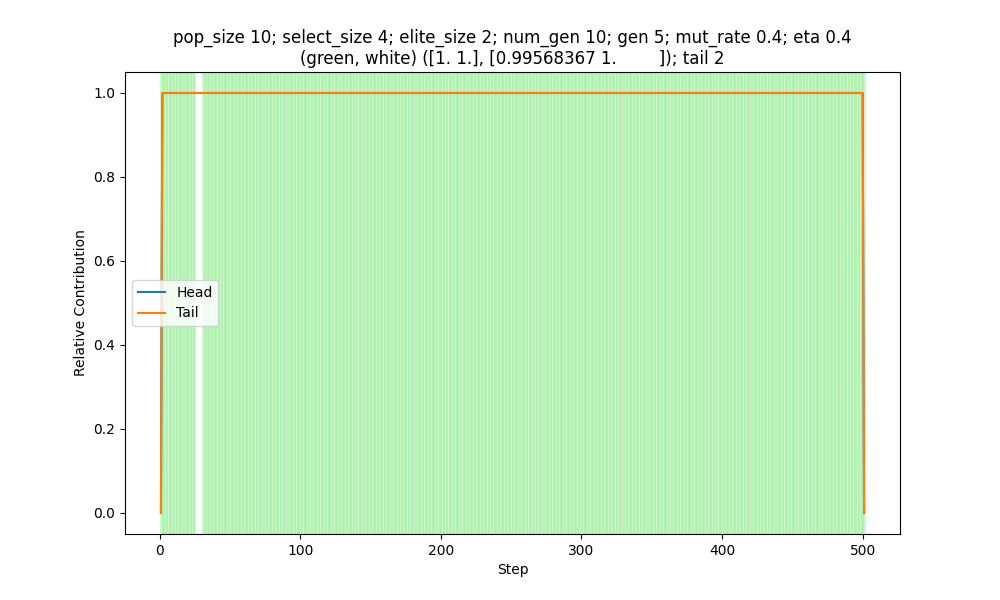 pop_size 10; select_size 4; elite_size 2; num_gen 10; gen 5; mut_rate 0.4; eta 0.4
(green, white) ([1. 1.], [0.99568367 1.         ]); tail 2
1.0
0.8
0.6
0.4
0.2
0.0
Relative Contribution
Head
Tail
0 100 200 300 400 500
Step